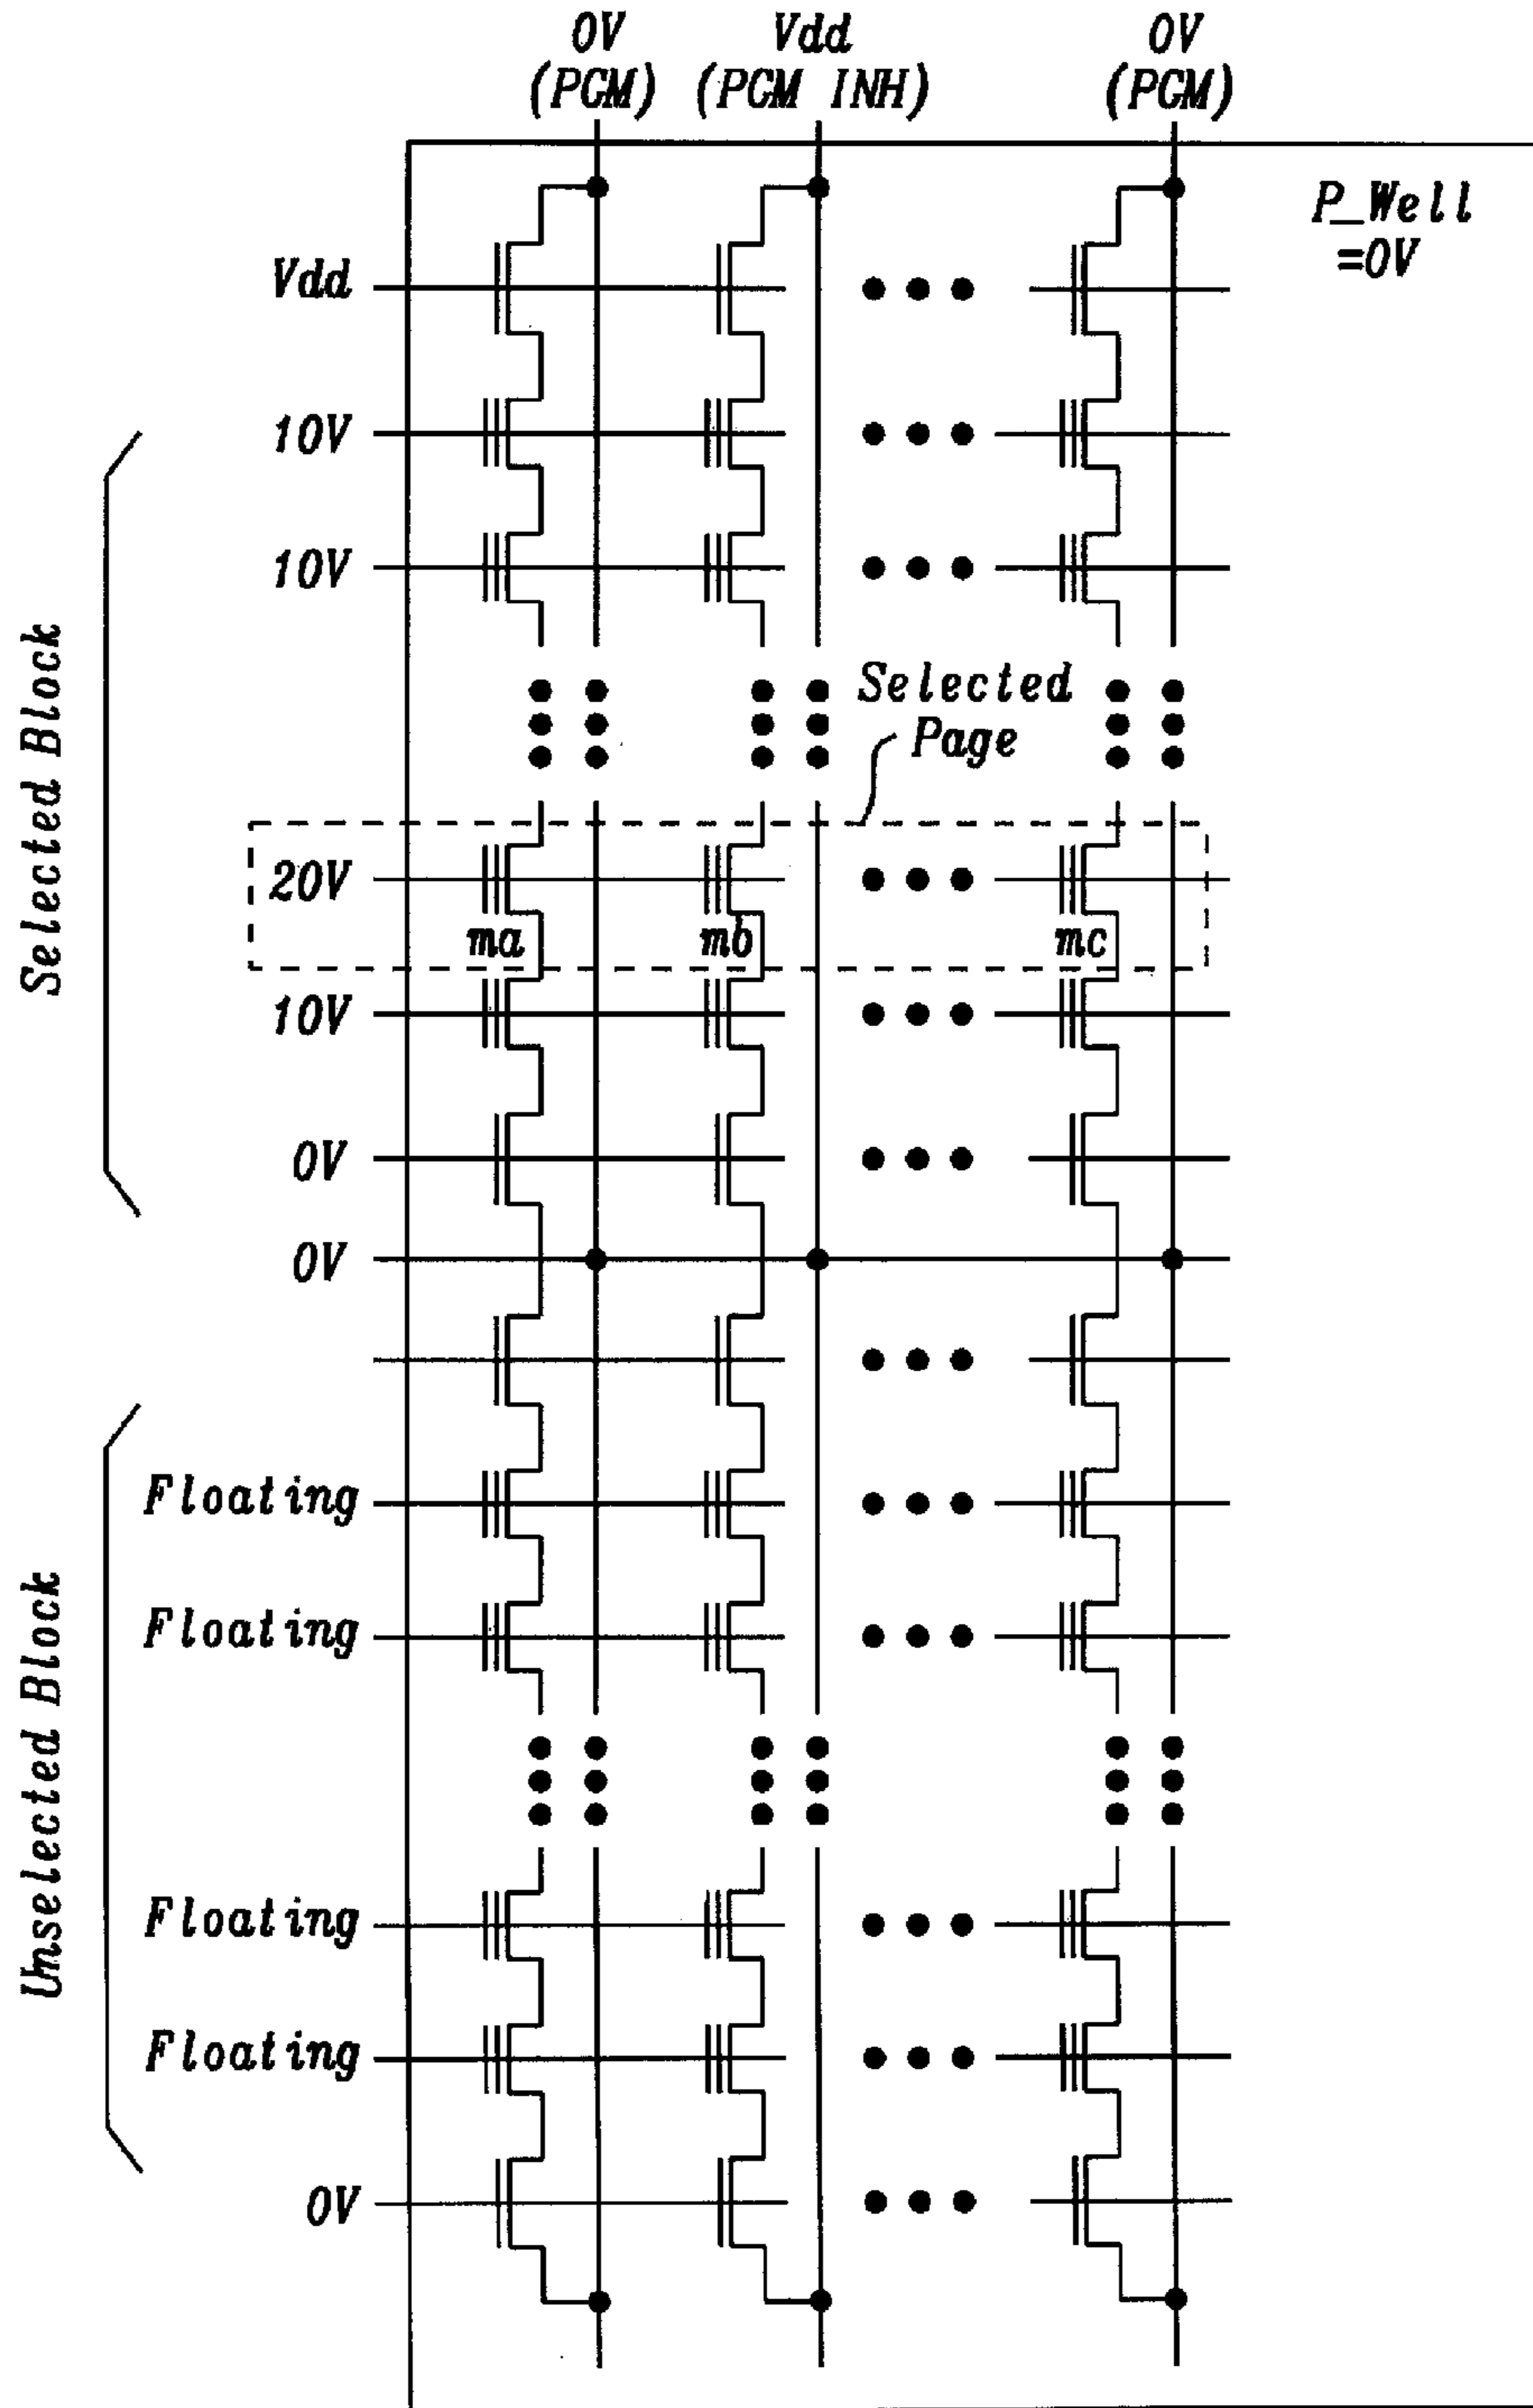 0V Vdd 0V
(PGM) (PGM INH) (PGM)
P_Well
=0V
Vdd
10V
10V
Selected Block
Selected
Page
20V
ma mb mc
10V
0V
0V
Floating
Floating
Unselected Block
Floating
Floating
0V